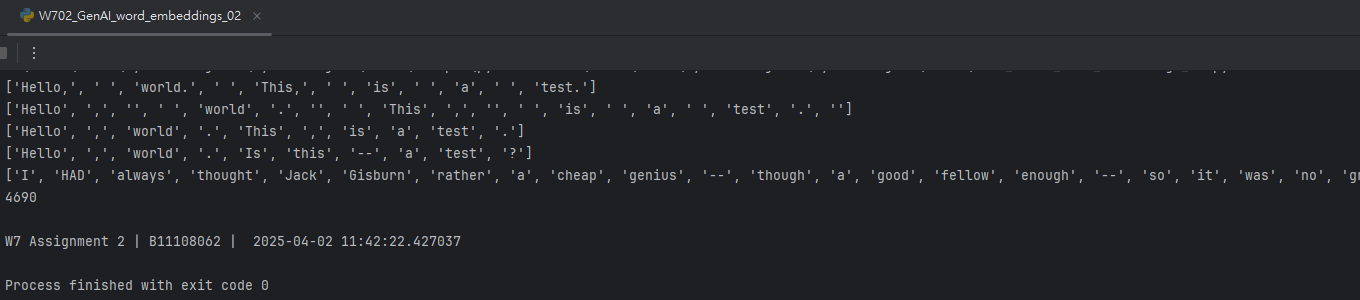 W702_GenAI_word_embeddings_02
['Hello,', ' ', 'world.', ' ', 'This,', ' ', 'is', ' ', 'a', ' ', 'test.']
['Hello', ',', '', ' ', 'world', '.', '', ' ', 'This', ',', '', ' ', 'is', ' ', 'a', ' ', 'test', '.', '']
['Hello', ',', 'world', '.', 'This', ',', 'is', 'a', 'test', '.']
['Hello', ',', 'world', '.', 'Is', 'this', '--', 'a', 'test', '?']
['I', 'HAD', 'always', 'thought', 'Jack', 'Gisburn', 'rather', 'a', 'cheap', 'genius', '--', 'though', 'a', 'good', 'fellow', 'enough', '--', 'so', 'it', 'was', 'no',
4690
W7 Assignment 2 | B11108062 |  2025-04-02 11:42:22.427037
Process finished with exit code 0